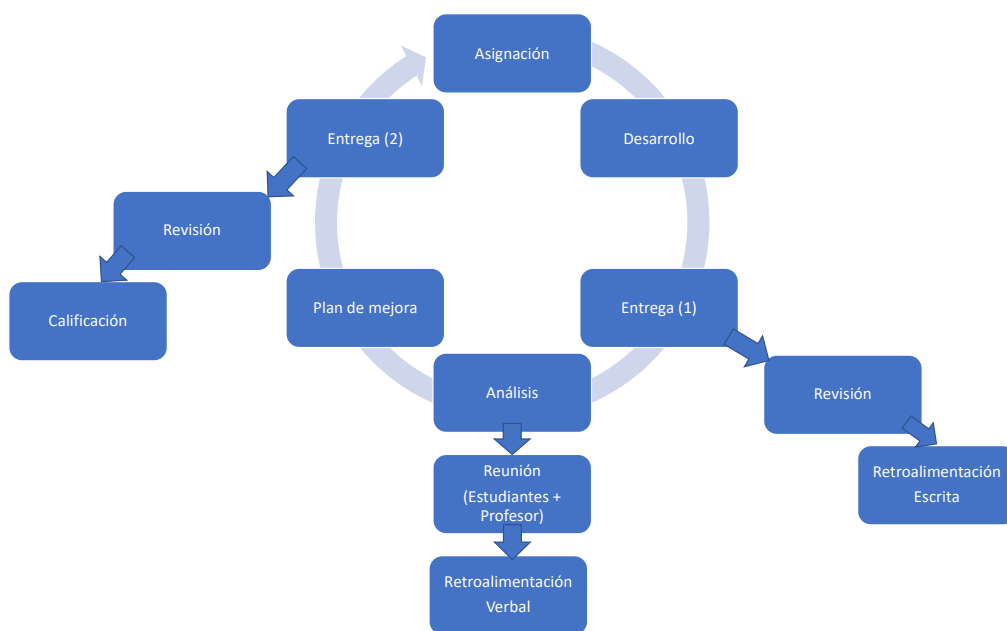 Asignación
Entrega (2)
Desarrollo
Revisión
Calificación
Plan de mejora
Entrega (1)
Análisis
Revisión
Reunión
(Estudiantes +
Profesor)
Retroalimentación
Escrita
Retroalimentación
Verbal